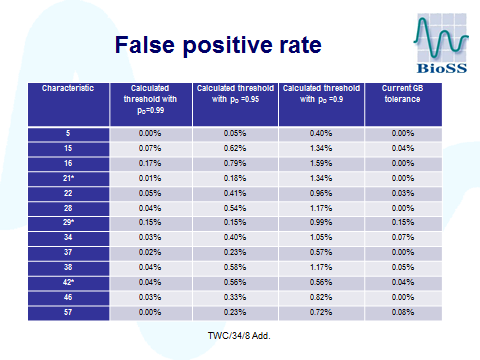 False positive rate
BioSS
Characteristic Calculated threshold with pD=0.99 Calculated threshold with pD =0.95 Calculated threshold with pD =0.9 Current GB tolerance
5 0.00% 0.05% 0.40% 0.00%
15 0.07% 0.62% 1.34% 0.04%
16 0.17% 0.79% 1.59% 0.00%
21* 0.01% 0.18% 1.34% 0.00%
22 0.05% 0.41% 0.96% 0.03%
28 0.04% 0.54% 1.17% 0.00%
29* 0.15% 0.15% 0.99% 0.15%
34 0.03% 0.40% 1.05% 0.07%
37 0.02% 0.23% 0.57% 0.00%
38 0.04% 0.58% 1.17% 0.05%
42* 0.04% 0.56% 0.56% 0.04%
46 0.03% 0.33% 0.82% 0.00%
57 0.00% 0.23% 0.72% 0.08%
TWC/34/8 Add.